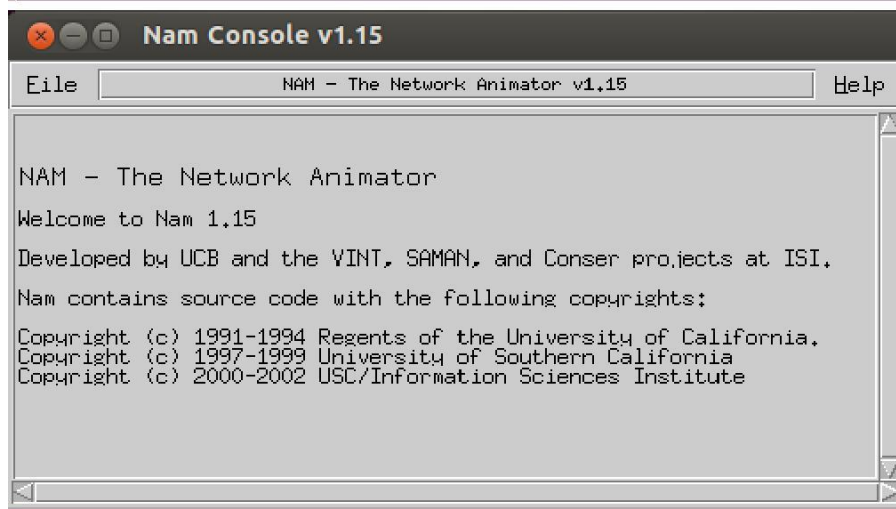 Nam Console v1.15
File NAM - The Network Animator v1.15 Help
NAM - The Network Animator
Welcome to Nam 1.15
Developed by UCB and the VINT, SAMAN, and Conser projects at ISI.
Nam contains source code with the following copyrights:
Copyright (c) 1991-1994 Regents of the University of California.
Copyright (c) 1997-1999 University of Southern California
Copyright (c) 2000-2002 USC/Information Sciences Institute